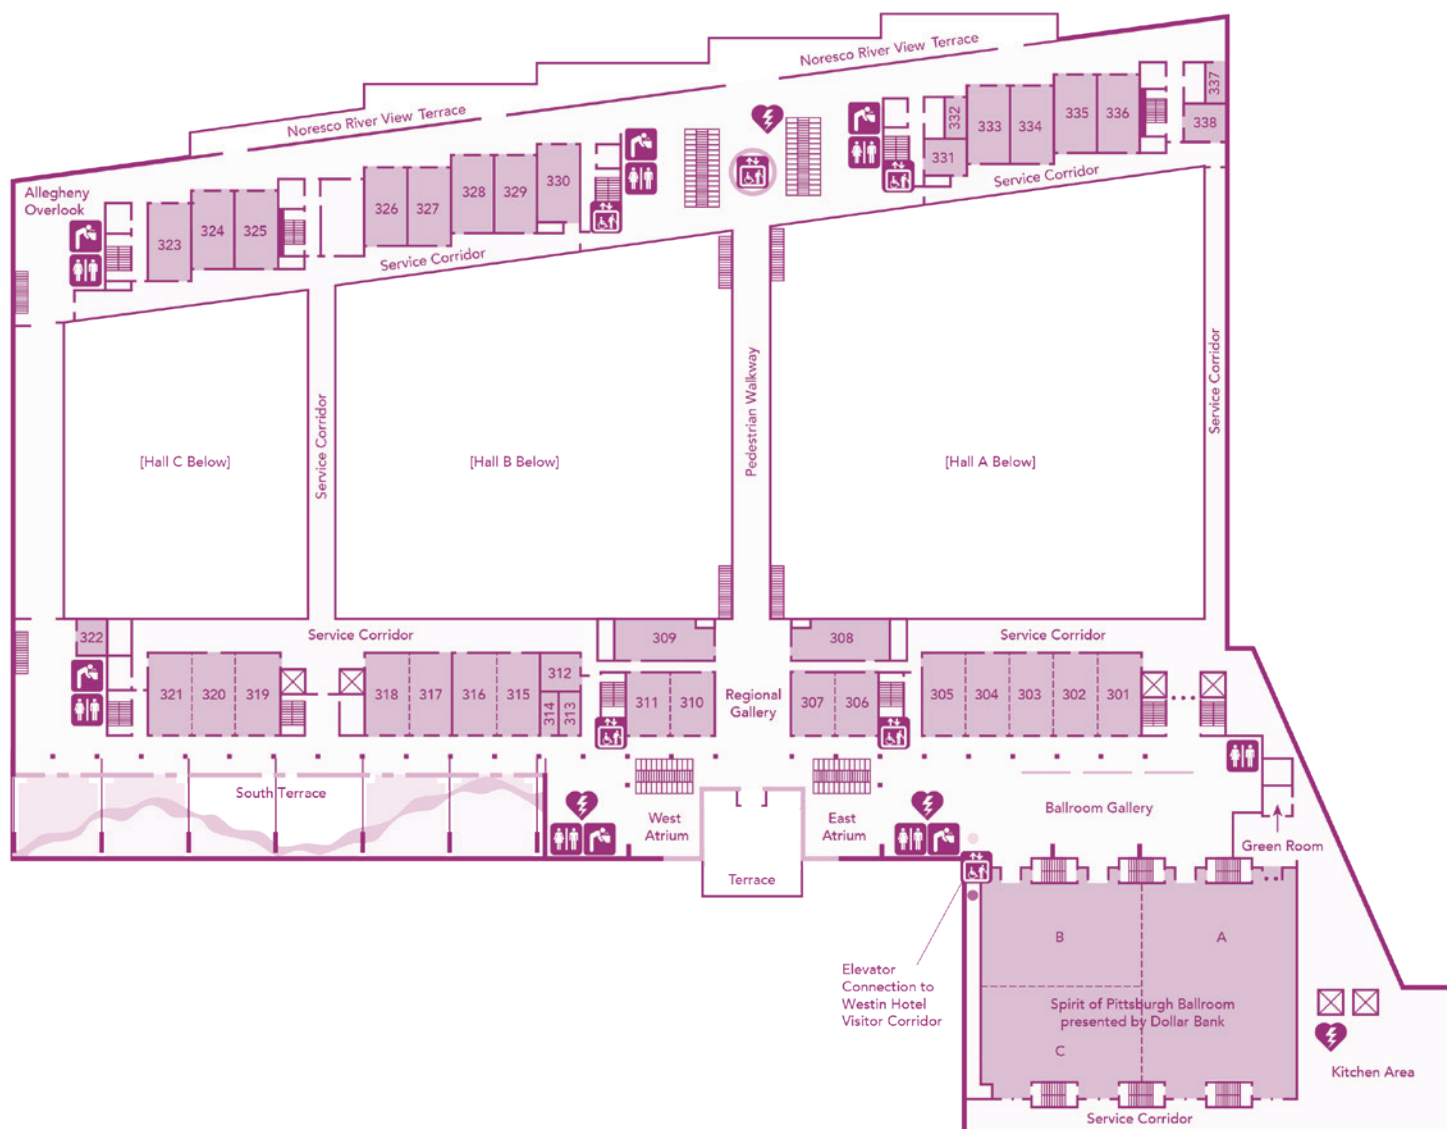 Noresco River View Terrace
Noresco River View Terrace
337
332
333
334
335
336
338
331
Service Corridor
Allegheny
Overlook
323
324
325
326
327
328
329
330
Service Corridor
Service Corridor
Pedestrian Walkway
Service Corridor
[Hall C Below]
[Hall B Below]
[Hall A Below]
322
Service Corridor
309
308
Service Corridor
321
320
319
318
317
316
315
312
314
313
311
310
Regional
Gallery
307
306
305
304
303
302
301
South Terrace
West
Atrium
East
Atrium
Ballroom Gallery
Green Room
Terrace
B
A
Elevator
Connection to
Westin Hotel
Visitor Corridor
Spirit of Pittsburgh Ballroom
presented by Dollar Bank
C
Kitchen Area
Service Corridor